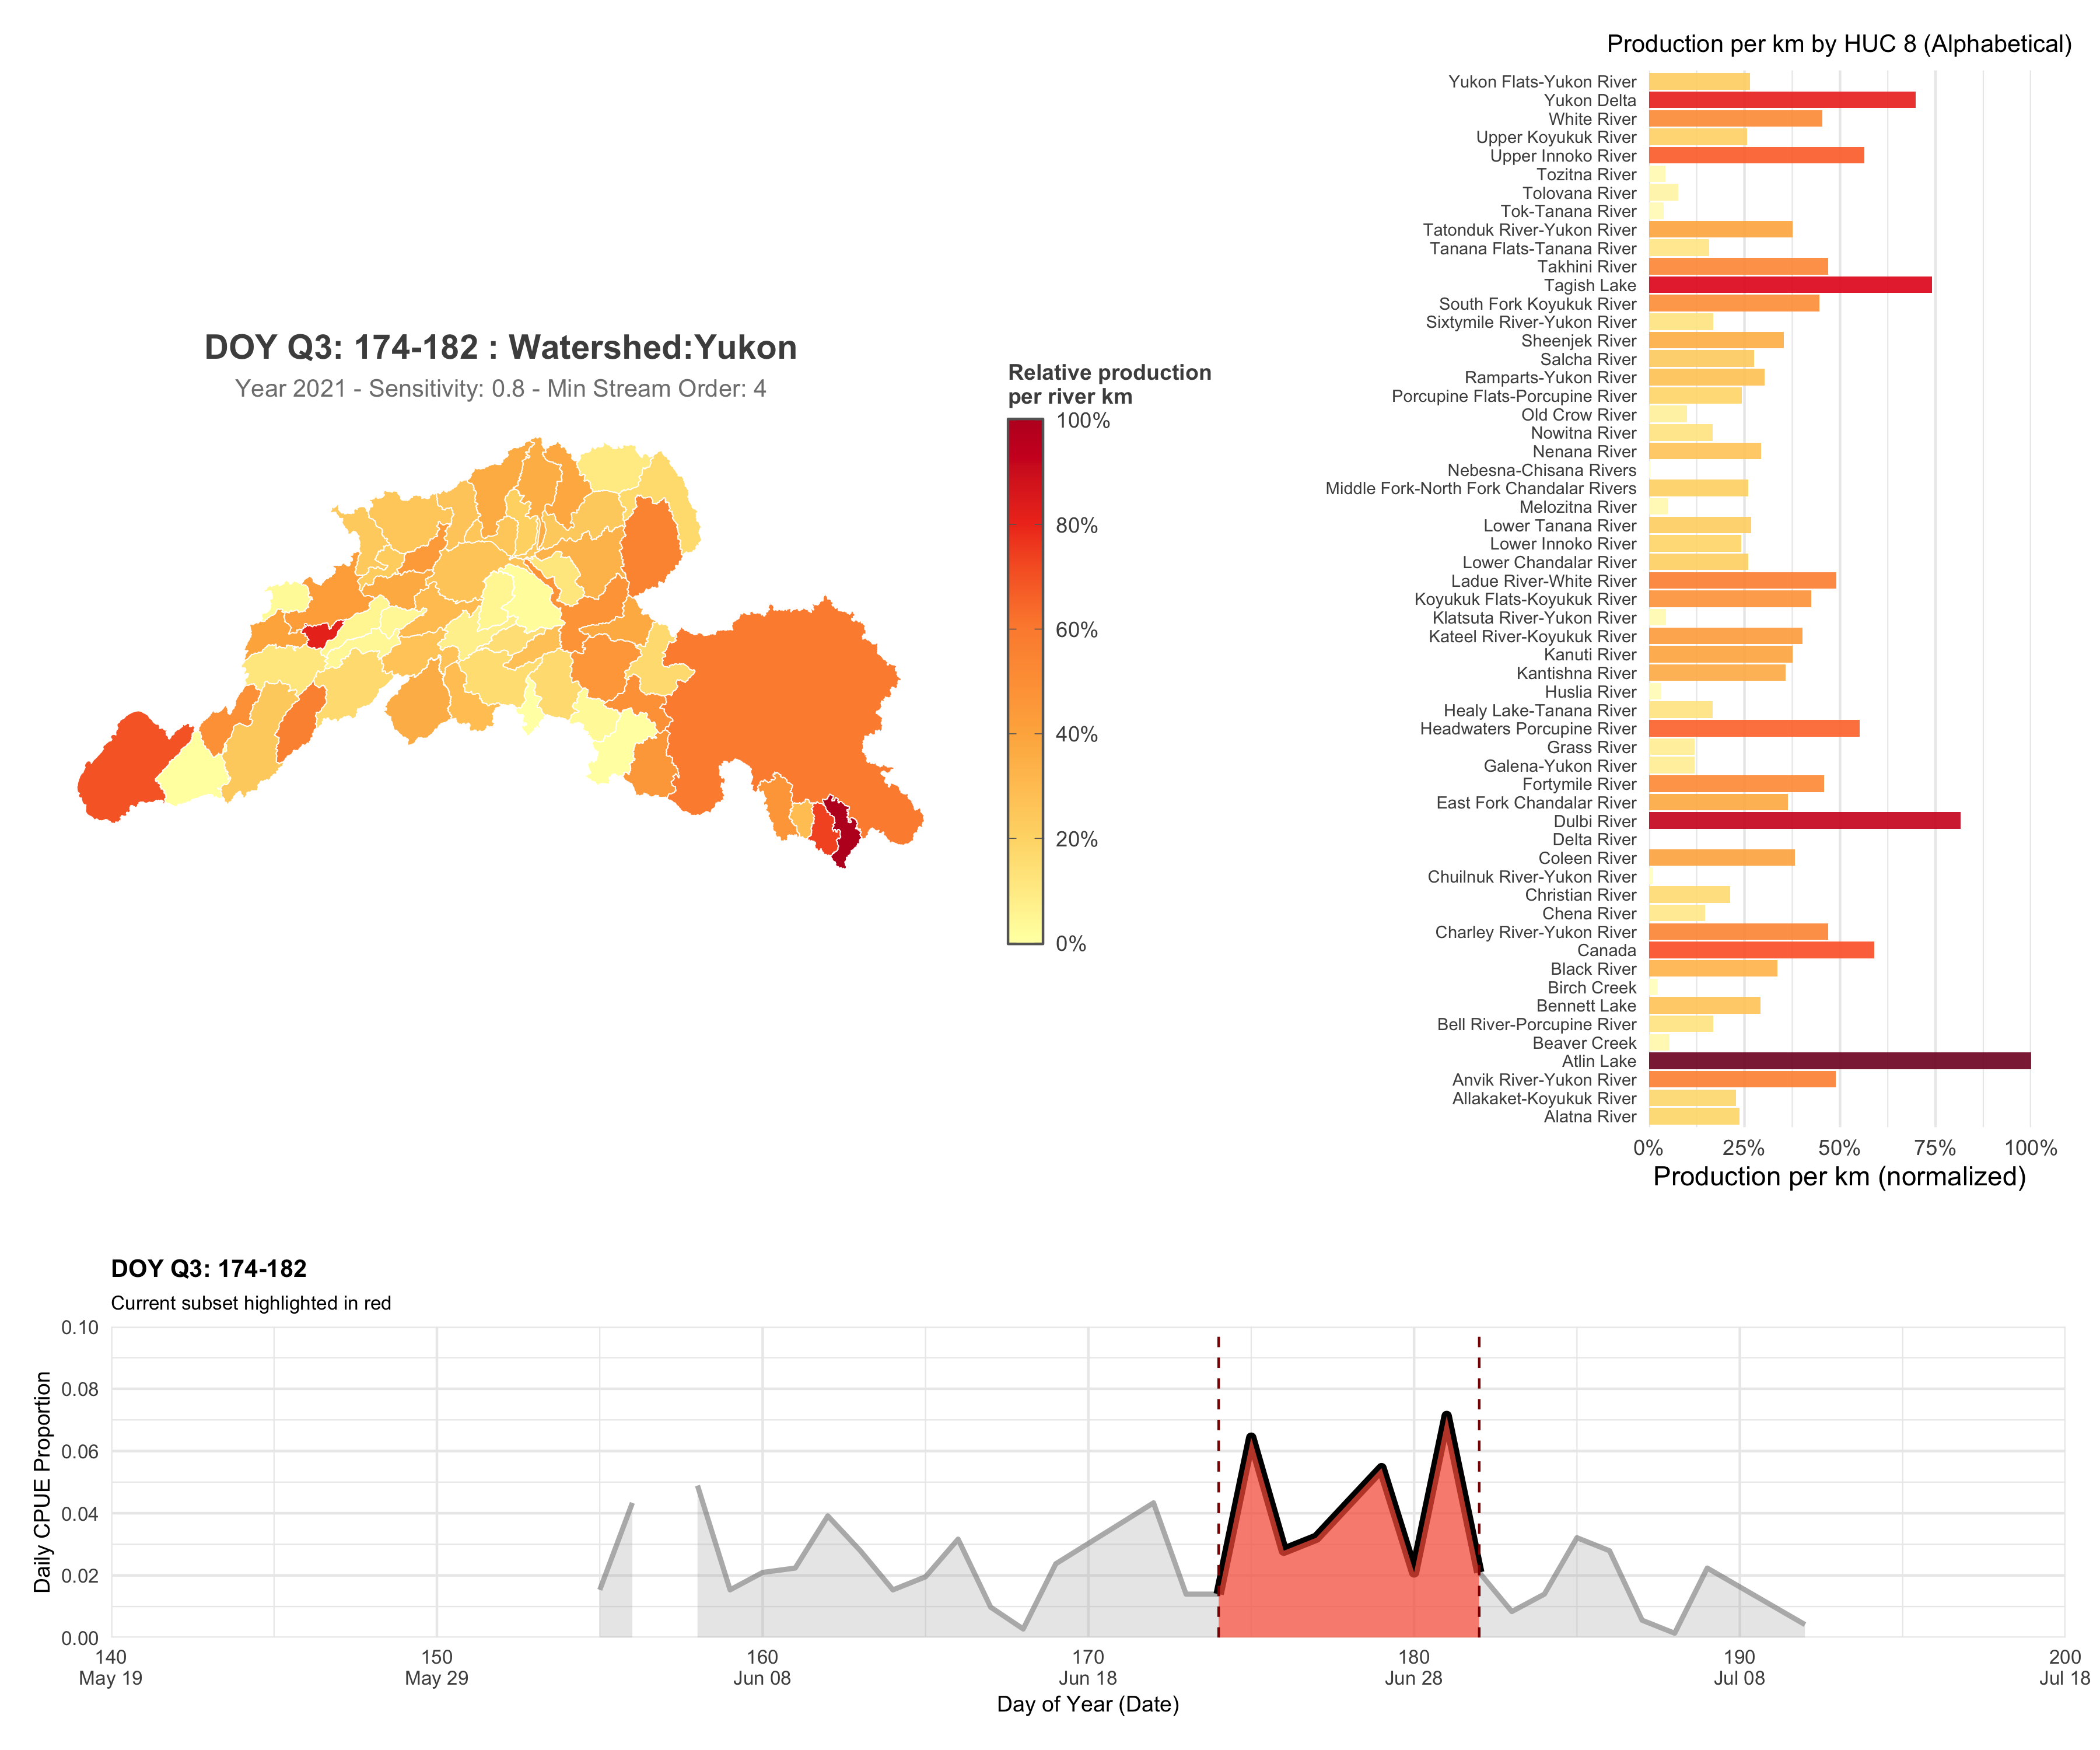 Production per km by HUC 8 (Alphabetical)
Yukon Flats-Yukon River
Yukon Delta
White River
Upper Koyukuk River
Upper Innoko River
Tozitna River
Tolovana River
Tok-Tanana River
Tatonduk River-Yukon River
Tanana Flats-Tanana River
Takhini River
Tagish Lake
South Fork Koyukuk River
Sixtymile River-Yukon River
Sheenjek River
Salcha River
Ramparts-Yukon River
Porcupine Flats-Porcupine River
Old Crow River
Nowitna River
Nenana River
Nebesna-Chisana Rivers
Middle Fork-North Fork Chandalar Rivers
Melozitna River
Lower Tanana River
Lower Innoko River
Lower Chandalar River
Ladue River-White River
Koyukuk Flats-Koyukuk River
Klatsuta River-Yukon River
Kateel River-Koyukuk River
Kanuti River
Kantishna River
Huslia River
Healy Lake-Tanana River
Headwaters Porcupine River
Grass River
Galena-Yukon River
Fortymile River
East Fork Chandalar River
Dulbi River
Delta River
Coleen River
Chuilnuk River-Yukon River
Christian River
Chena River
Charley River-Yukon River
Canada
Black River
Birch Creek
Bennett Lake
Bell River-Porcupine River
Beaver Creek
Atlin Lake
Anvik River-Yukon River
Allakaket-Koyukuk River
Alatna River
0% 25% 50% 75% 100%
Production per km (normalized)
DOY Q3: 174-182 : Watershed:Yukon
Year 2021 - Sensitivity: 0.8 - Min Stream Order: 4
Relative production
per river km
100%
80%
60%
40%
20%
0%
DOY Q3: 174-182
Current subset highlighted in red
Daily CPUE Proportion
0.10
0.08
0.06
0.04
0.02
0.00
140 150 160 170 180 190 200
May 19 May 29 Jun 08 Jun 18 Jun 28 Jul 08 Jul 18
Day of Year (Date)